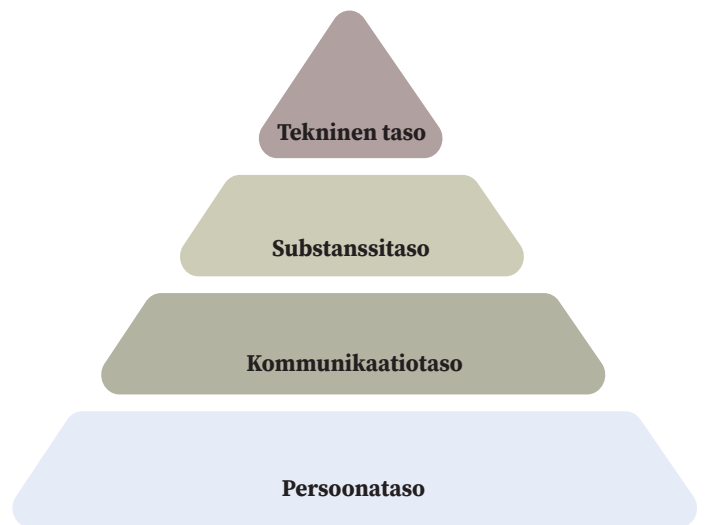 Tekninen taso
Substanssitaso
Kommunikaatiotaso
Persoonataso